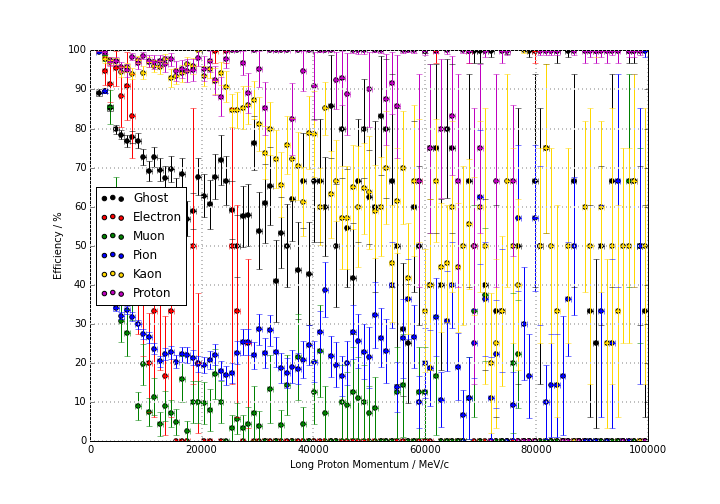 100
90
80
70
60
50
40
30
20
10
0
Efficiency / %
Ghost
Electron
Muon
Pion
Kaon
Proton
0 20000 40000 60000 80000 100000
Long Proton Momentum / MeV/c